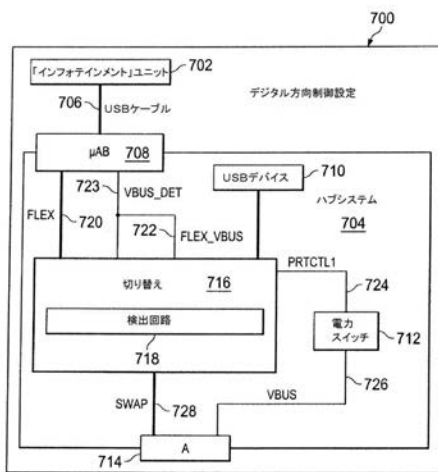 700
「インフォテインメント」ユニット 702
706 USBケーブル
デジタル方向制御設定
μAB 708
723 VBUS_DET
USBデバイス 710
ハブシステム
704
FLEX
720
722
FLEX_VBUS
PRTCTL1
切り替え 716
724
検出回路
718
電力
スイッチ 712
SWAP
728
VBUS
726
714 A